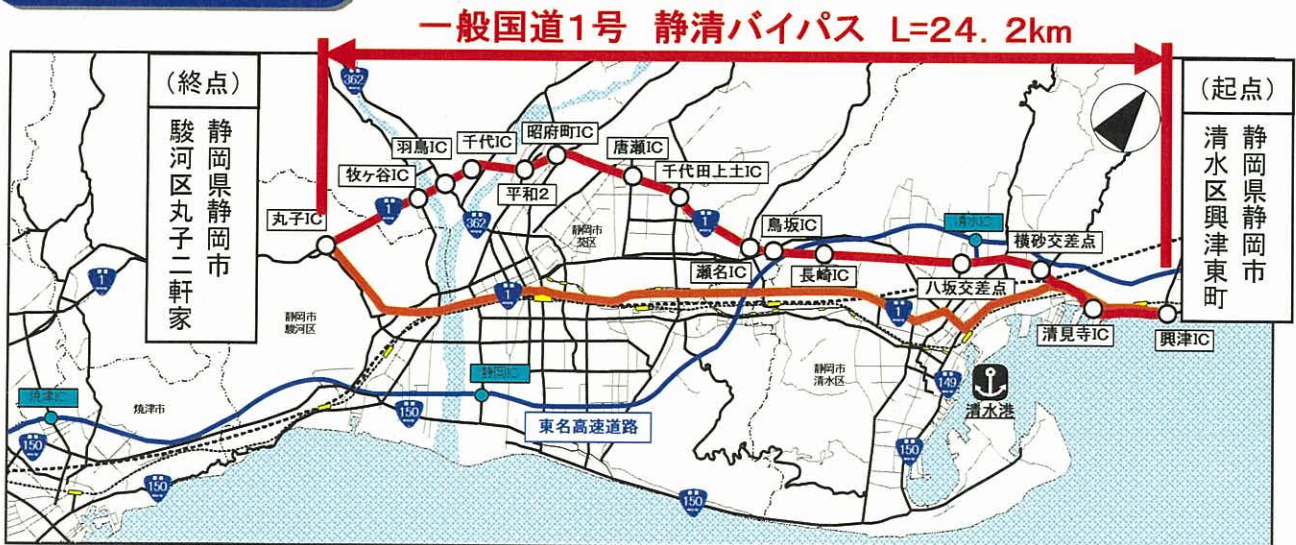 一般国道1号 静清バイパス L=24. 2km
(終点)
静岡県静岡市
駿河区丸子二軒家
(起点)
静岡県静岡市
清水区興津東町
362
羽鳥IC
千代IC
昭府町IC
唐瀬IC
千代田上土IC
牧ヶ谷IC
平和2
丸子IC
1
362
静岡市
葵区
1
鳥坂IC
清水IC
横砂交差点
1
瀬名IC
長崎IC
八坂交差点
1
1
静岡市
駿河区
清見寺IC
興津IC
静岡市
清水区
149
清水港
焼津IC
焼津市
静岡IC
150
東名高速道路
150
150
150
150